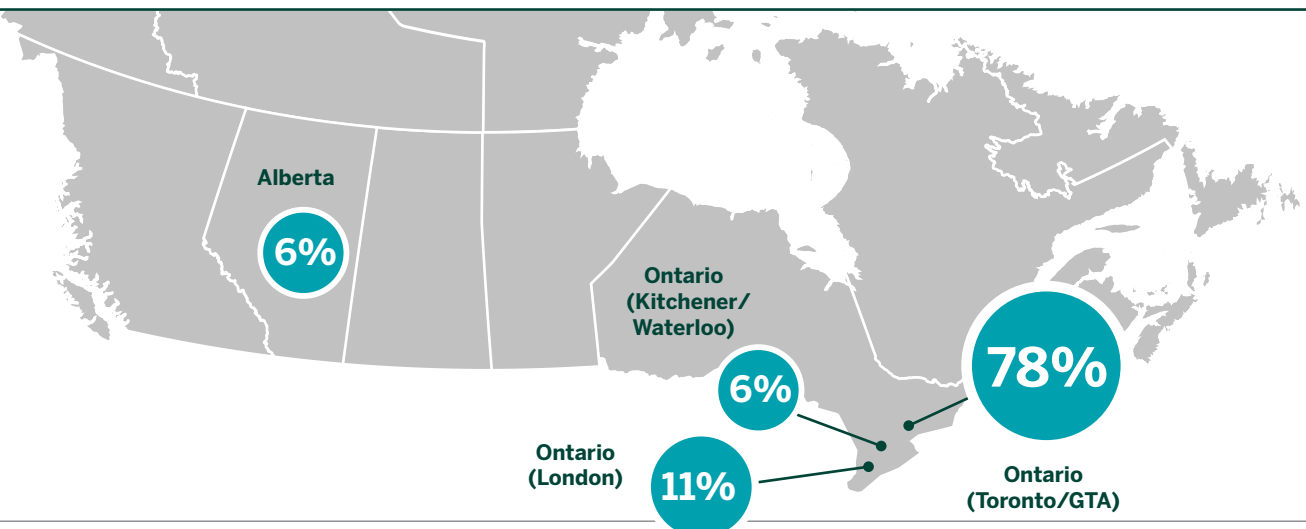 Alberta
6%
Ontario
(Kitchener/
Waterloo)
6%
Ontario
(London)
11%
78%
Ontario
(Toronto/GTA)